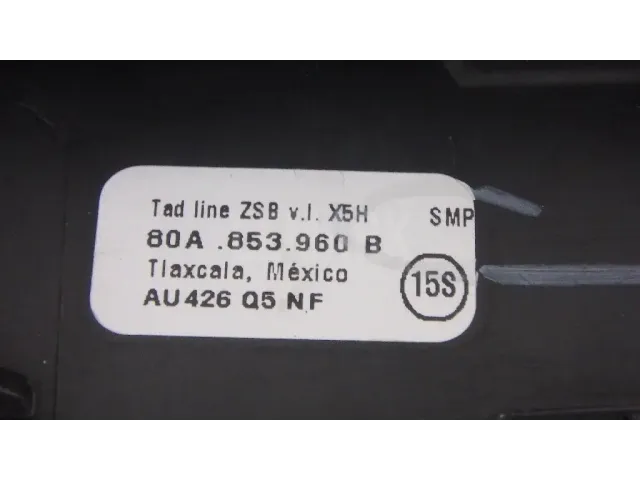 Tad line ZSB v.l. X5H SMP
80A .853.960 B
Tlaxcala, México
AU426 Q5 NF
15S